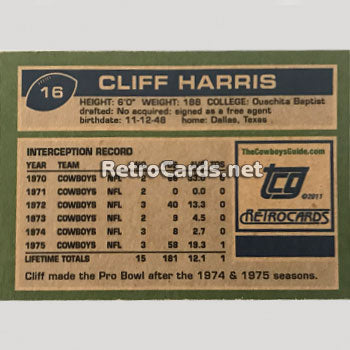 16 CLIFF HARRIS
HEIGHT: 6'0" WEIGHT: 188 COLLEGE: Ouachita Baptist
drafted: No acquired: signed as a free agent
birthdate: 11-12-48 home: Dallas, Texas
INTERCEPTION RECORD
YEAR TEAM
1970 COWBOYS NFL
1971 COWBOYS NFL 2 0 0.0 0
1972 COWBOYS NFL 3 40 13.3 0
1973 COWBOYS NFL 2 9 4.5 0
1974 COWBOYS NFL 3 8 2.7 0
1975 COWBOYS NFL 3 58 19.3 1
LIFETIME TOTALS 15 181 12.1 1
TheCowboysGuide.com
tcg
©2011
RETROCARDS
RetroCards.net
Cliff made the Pro Bowl after the 1974 & 1975 seasons.